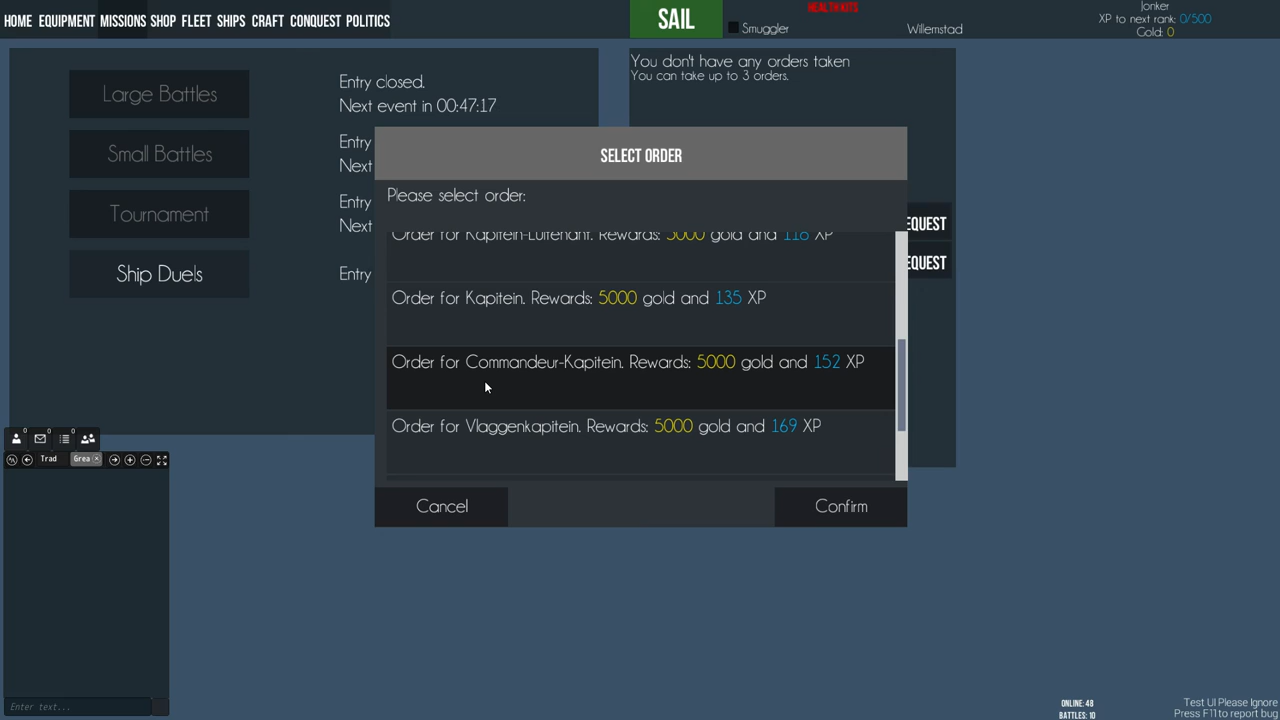 HOME EQUIPMENT MISSIONS SHOP FLEET SHIPS CRAFT CONQUEST POLITICS
SAIL
Smuggler
HEALTH KITS
Willemstad
Jonker
XP to next rank: 0/500
Gold: 0
Large Battles
Entry closed.
Next event in 00:47:17
Small Battles
Entry
Next
Tournament
Entry
Next
Ship Duels
Entry
You don't have any orders taken
You can take up to 3 orders.
EQUEST
EQUEST
SELECT ORDER
Please select order:
Order for Kapitein-Luitenant. Rewards: 5000 gold and 118 XP
Order for Kapitein. Rewards: 5000 gold and 135 XP
Order for Commandeur-Kapitein. Rewards: 5000 gold and 152 XP
Order for Vlaggenkapitein. Rewards: 5000 gold and 169 XP
Cancel
Confirm
0 0 0
Trad
Grea
Enter text...
ONLINE: 48
BATTLES: 10
Test UI Please Ignore
Press F11 to report bug